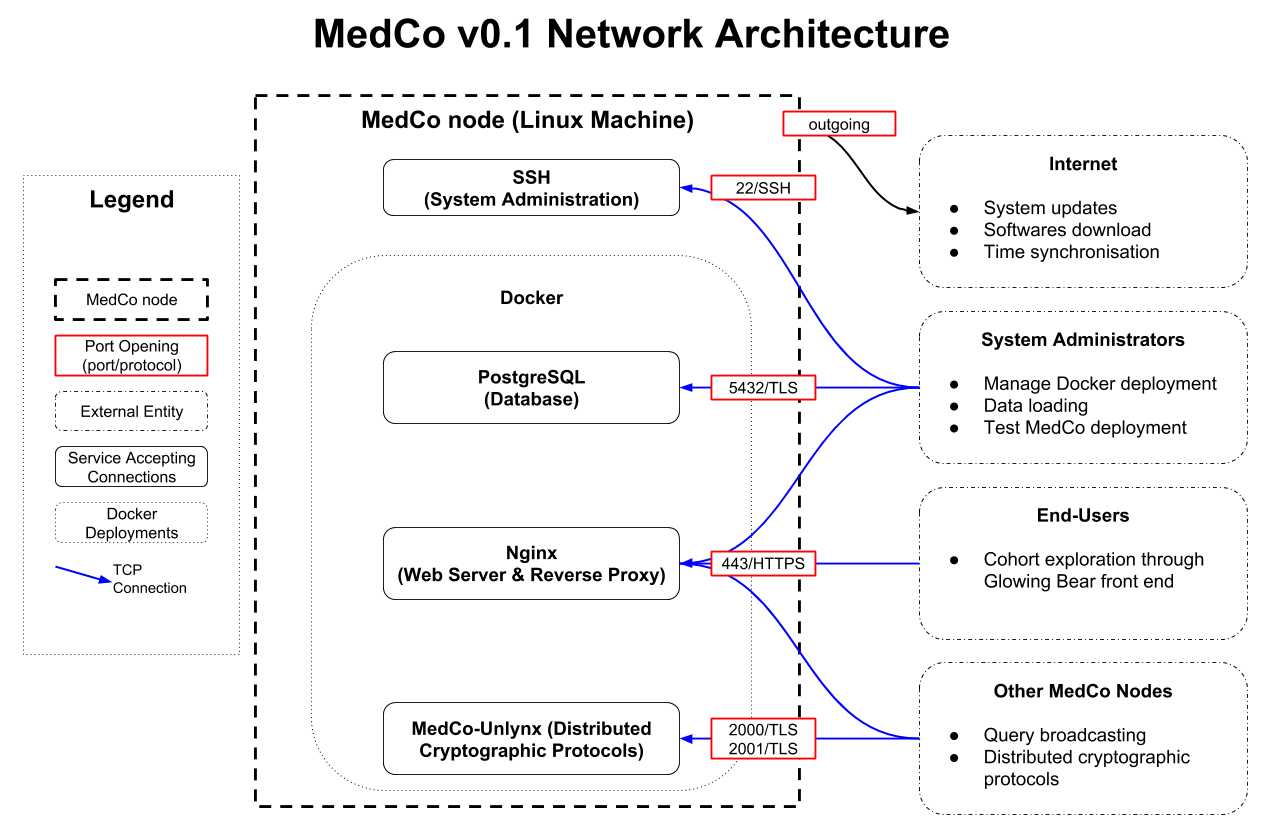 MedCo v0.1 Network Architecture
Legend
MedCo node
Port Opening
(port/protocol)
External Entity
Service Accepting
Connections
Docker
Deployments
TCP
Connection
MedCo node (Linux Machine)
SSH
(System Administration)
Docker
PostgreSQL
(Database)
Nginx
(Web Server & Reverse Proxy)
MedCo-Unlynx (Distributed
Cryptographic Protocols)
outgoing
22/SSH
5432/TLS
443/HTTPS
2000/TLS
2001/TLS
Internet
● System updates
● Softwares download
● Time synchronisation
System Administrators
● Manage Docker deployment
● Data loading
● Test MedCo deployment
End-Users
● Cohort exploration through
Glowing Bear front end
Other MedCo Nodes
● Query broadcasting
● Distributed cryptographic
protocols